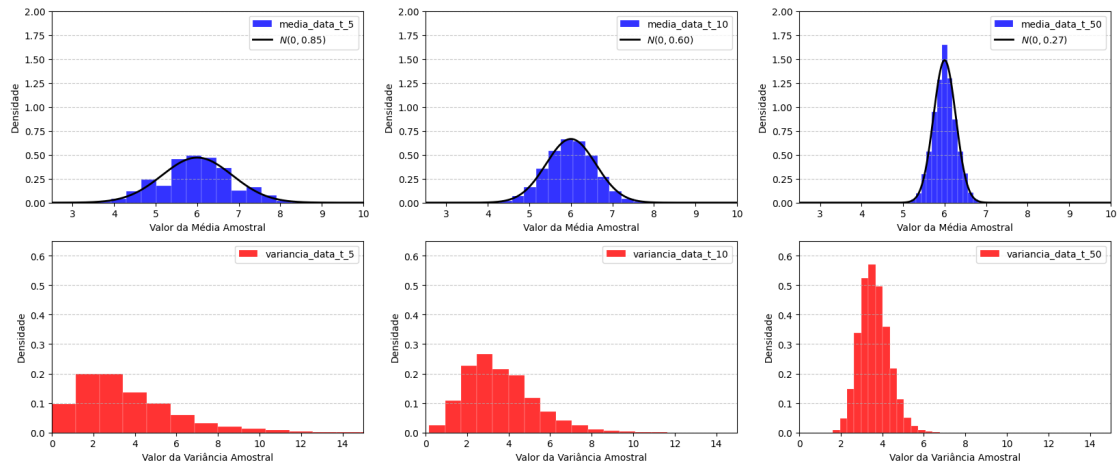 2.00
1.75
1.50
1.25
1.00
0.75
0.50
0.25
0.00
Densidade
media_data_t_5
N(0, 0.85)
3 4 5 6 7 8 9 10
Valor da Média Amostral
2.00
1.75
1.50
1.25
1.00
0.75
0.50
0.25
0.00
Densidade
media_data_t_10
N(0, 0.60)
3 4 5 6 7 8 9 10
Valor da Média Amostral
2.00
1.75
1.50
1.25
1.00
0.75
0.50
0.25
0.00
Densidade
media_data_t_50
N(0, 0.27)
3 4 5 6 7 8 9 10
Valor da Média Amostral
0.6
0.5
0.4
0.3
0.2
0.1
0.0
Densidade
variancia_data_t_5
0 2 4 6 8 10 12 14
Valor da Variância Amostral
0.6
0.5
0.4
0.3
0.2
0.1
0.0
Densidade
variancia_data_t_10
0 2 4 6 8 10 12 14
Valor da Variância Amostral
0.6
0.5
0.4
0.3
0.2
0.1
0.0
Densidade
variancia_data_t_50
0 2 4 6 8 10 12 14
Valor da Variância Amostral